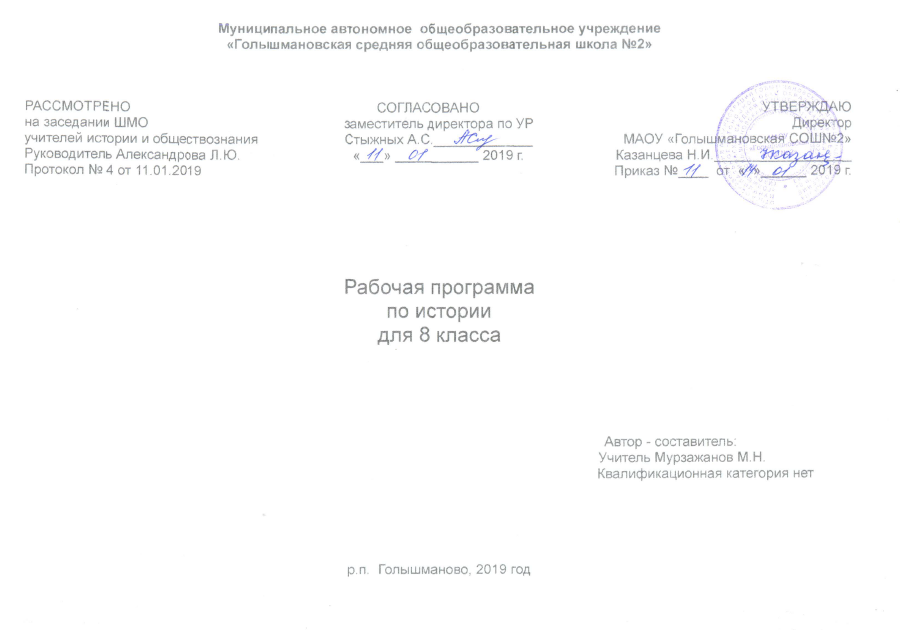 Муниципальное автономное общеобразовательное учреждение
«Голышмановская средняя общеобразовательная школа №2»
РАССМОТРЕНО
на заседании ШМО
учителей истории и обществознания
Руководитель Александрова Л.Ю.
Протокол № 4 от 11.01.2019
СОГЛАСОВАНО
заместитель директора по УР
Стыжных А.С.
« 11 » 01 2019 г.
УТВЕРЖДАЮ
Директор
МАОУ «Голышмановская СОШ№2»
Казанцева Н.И
Приказ № 11 от «14» 01 2019 г.
Рабочая программа
по истории
для 8 класса
Автор - составитель:
Учитель Мурзажанов М.Н.
Квалификационная категория нет
р.п. Голышманово, 2019 год